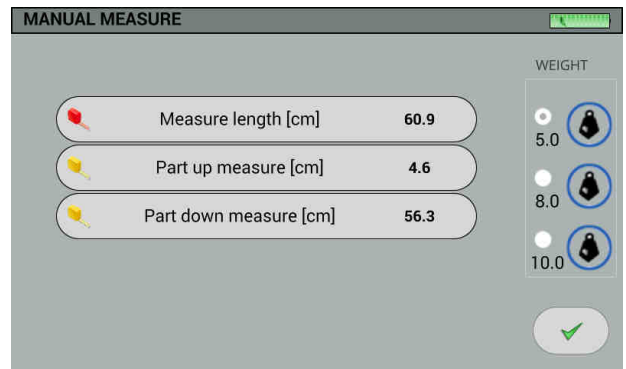 MANUAL MEASURE
WEIGHT
Measure length [cm] 60.9
5.0
Part up measure [cm] 4.6
8.0
Part down measure [cm] 56.3
10.0